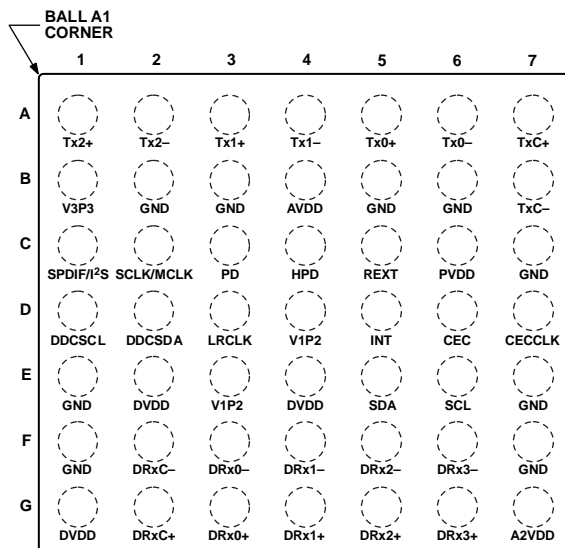 BALL A1
CORNER
1 2 3 4 5 6 7
A
Tx2+ Tx2– Tx1+ Tx1– Tx0+ Tx0– TxC+
B
V3P3 GND GND AVDD GND GND TxC–
C
SPDIF/I²S SCLK/MCLK PD HPD REXT PVDD GND
D
DDCSCL DDCSDA LRCLK V1P2 INT CEC CECCLK
E
GND DVDD V1P2 DVDD SDA SCL GND
F
GND DRxC– DRx0– DRx1– DRx2– DRx3– GND
G
DVDD DRxC+ DRx0+ DRx1+ DRx2+ DRx3+ A2VDD